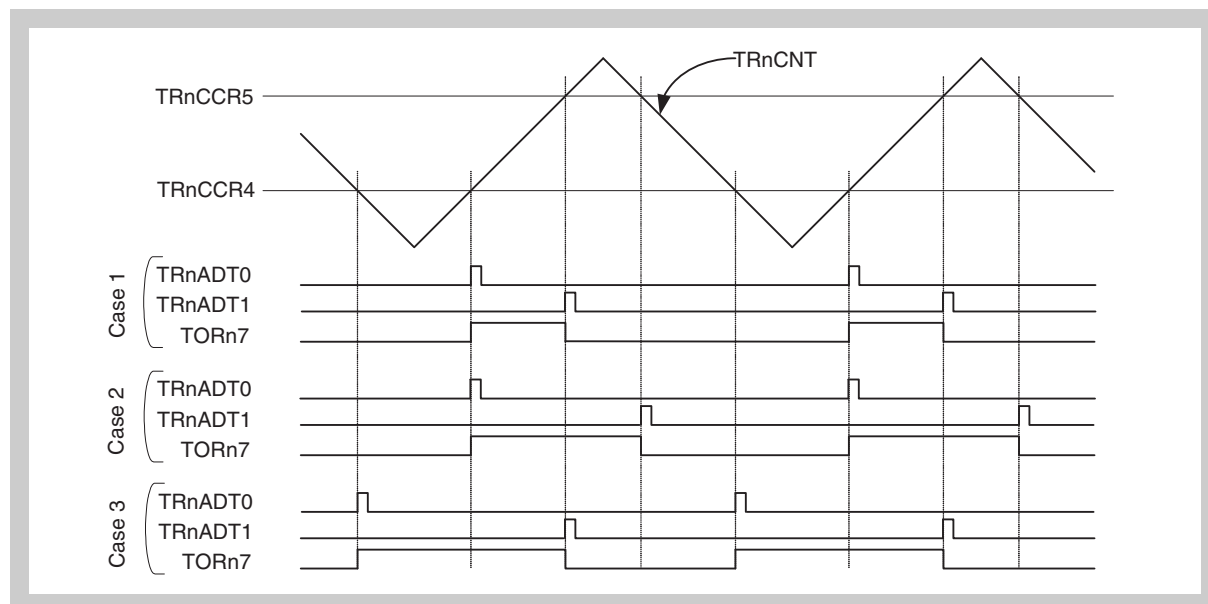 TRnCNT
TRnCCR5
TRnCCR4
Case 1
TRnADT0
TRnADT1
TORn7
Case 2
TRnADT0
TRnADT1
TORn7
Case 3
TRnADT0
TRnADT1
TORn7